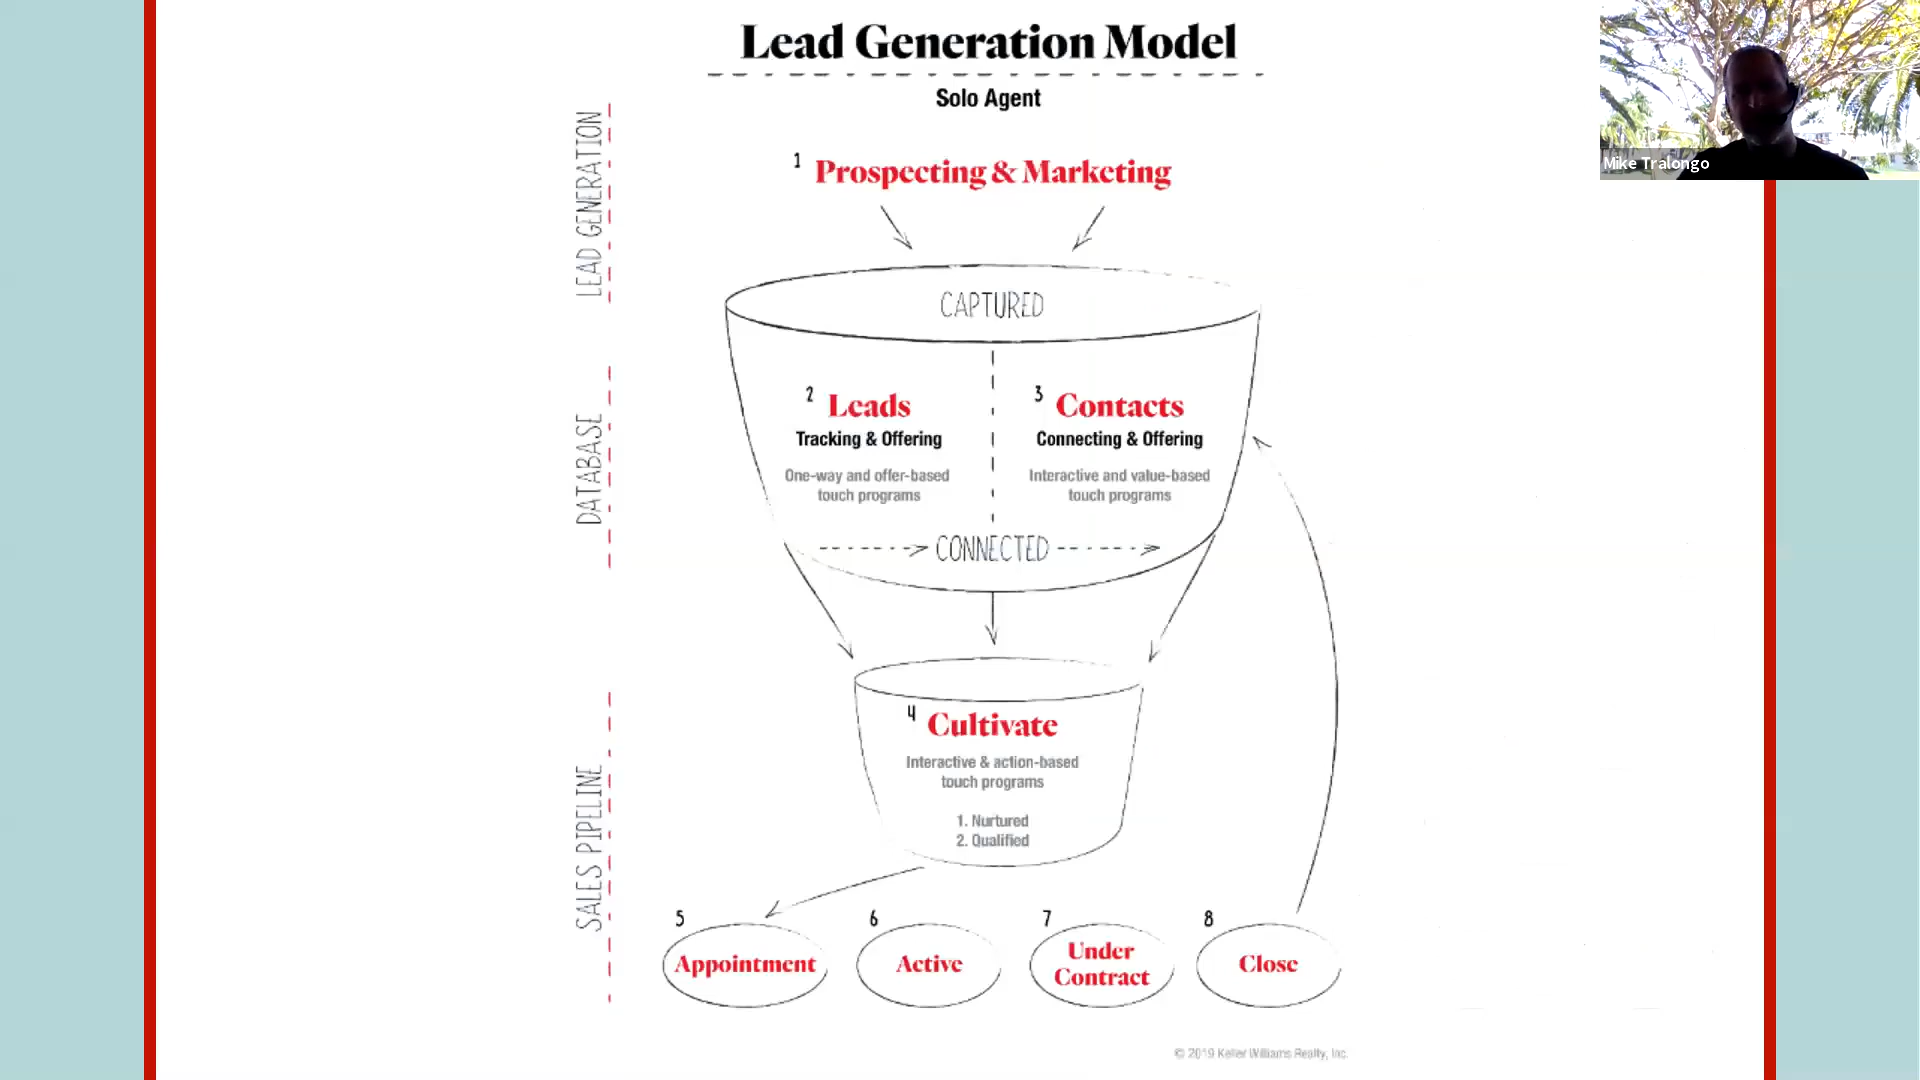 Lead Generation Model
Solo Agent
Mike Tralongo
LEAD GENERATION
1 Prospecting & Marketing
CAPTURED
DATABASE
2 Leads
Tracking & Offering
One-way and offer-based
touch programs
3 Contacts
Connecting & Offering
Interactive and value-based
touch programs
CONNECTED
SALES PIPELINE
4 Cultivate
Interactive & action-based
touch programs
1. Nurtured
2. Qualified
5 Appointment
6 Active
7 Under
Contract
8 Close
© 2019 Keller Williams Realty, Inc.